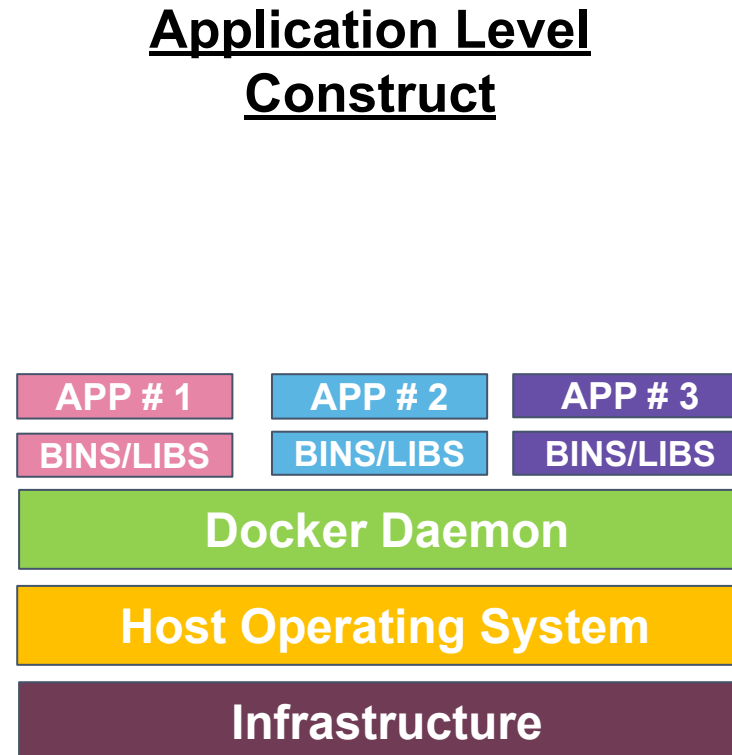 Application Level
Construct
APP # 1
APP # 2
APP # 3
BINS/LIBS
BINS/LIBS
BINS/LIBS
Docker Daemon
Host Operating System
Infrastructure